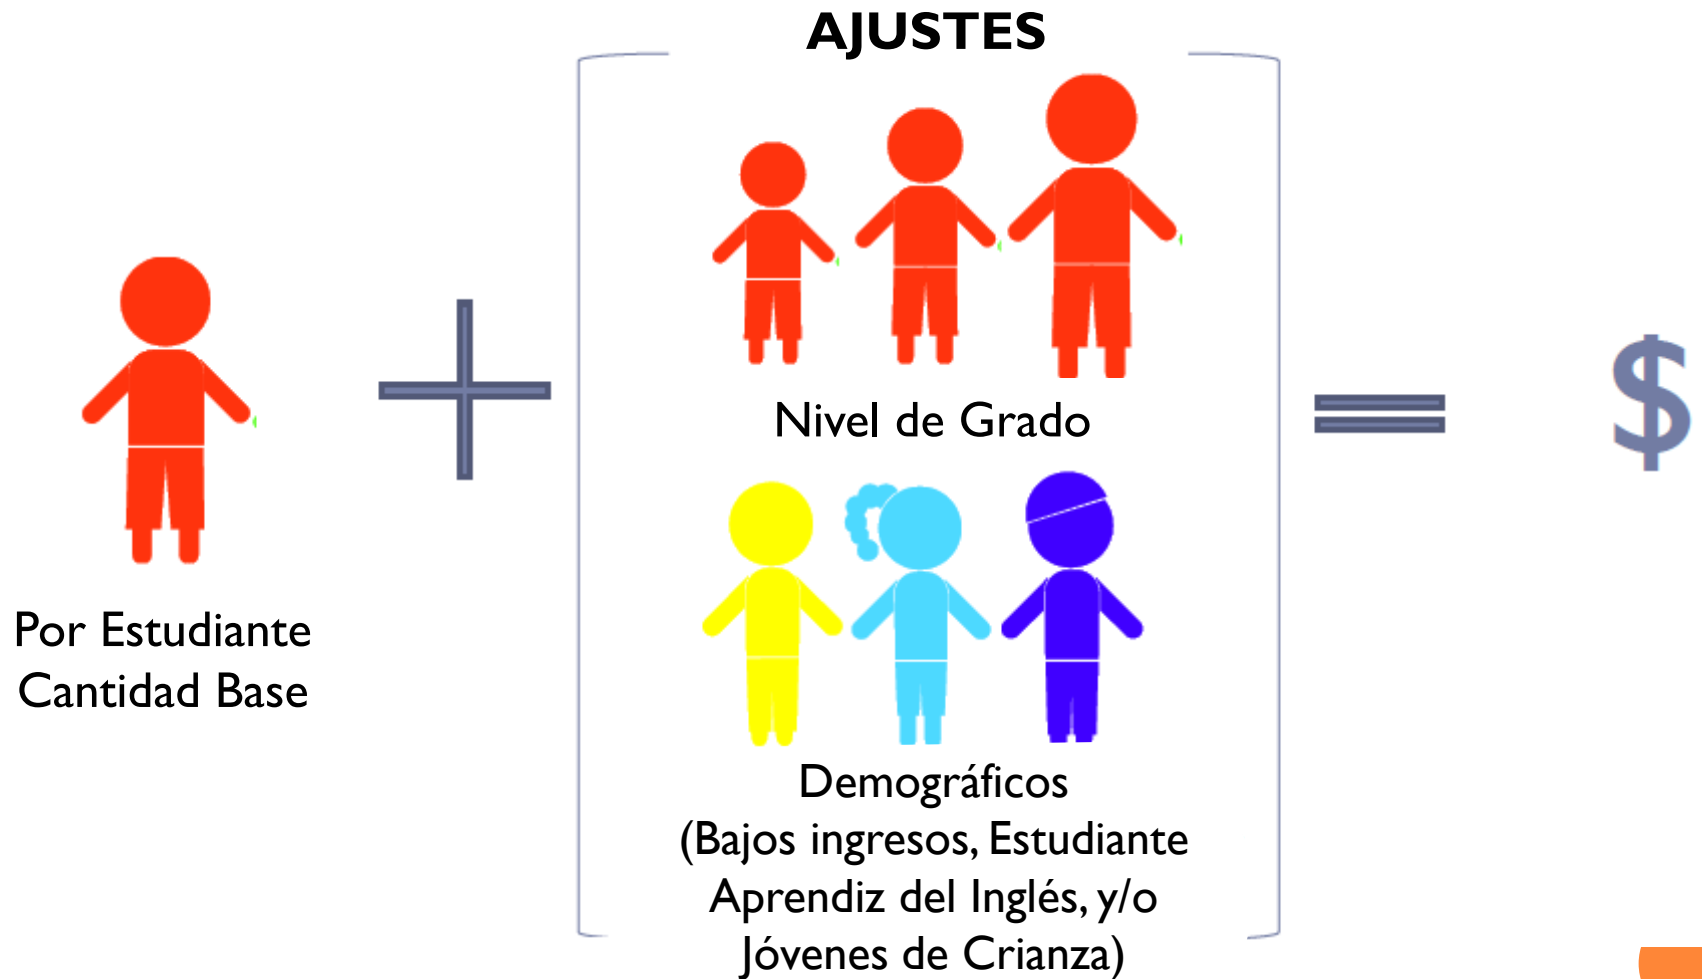 AJUSTES
Nivel de Grado
Por Estudiante
Cantidad Base
$
Demográficos
(Bajos ingresos, Estudiante
Aprendiz del Inglés, y/o
Jóvenes de Crianza)